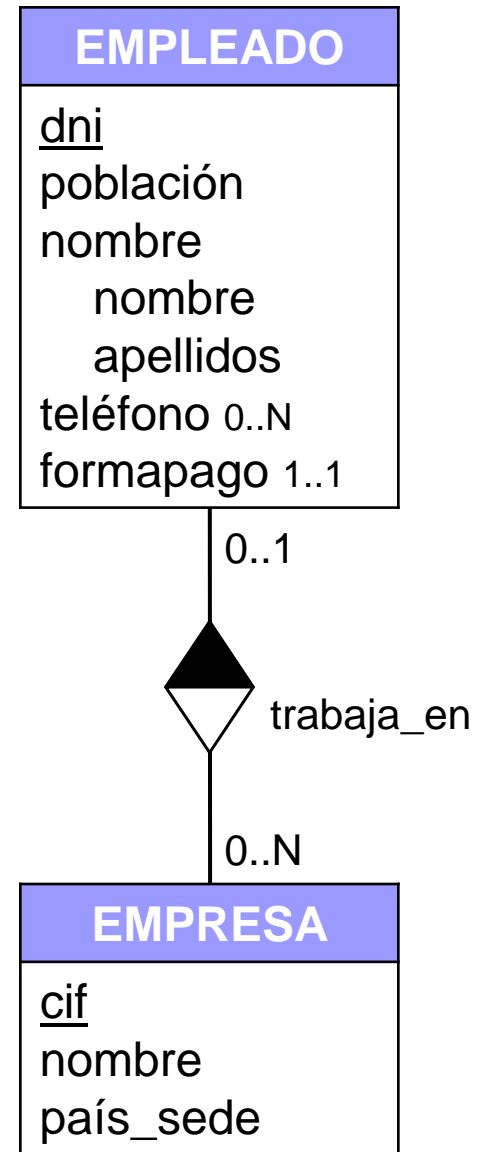 EMPLEADO
dni
población
nombre
nombre
apellidos
teléfono 0..N
formapago 1..1
0..1
trabaja_en
0..N
EMPRESA
cif
nombre
país_sede